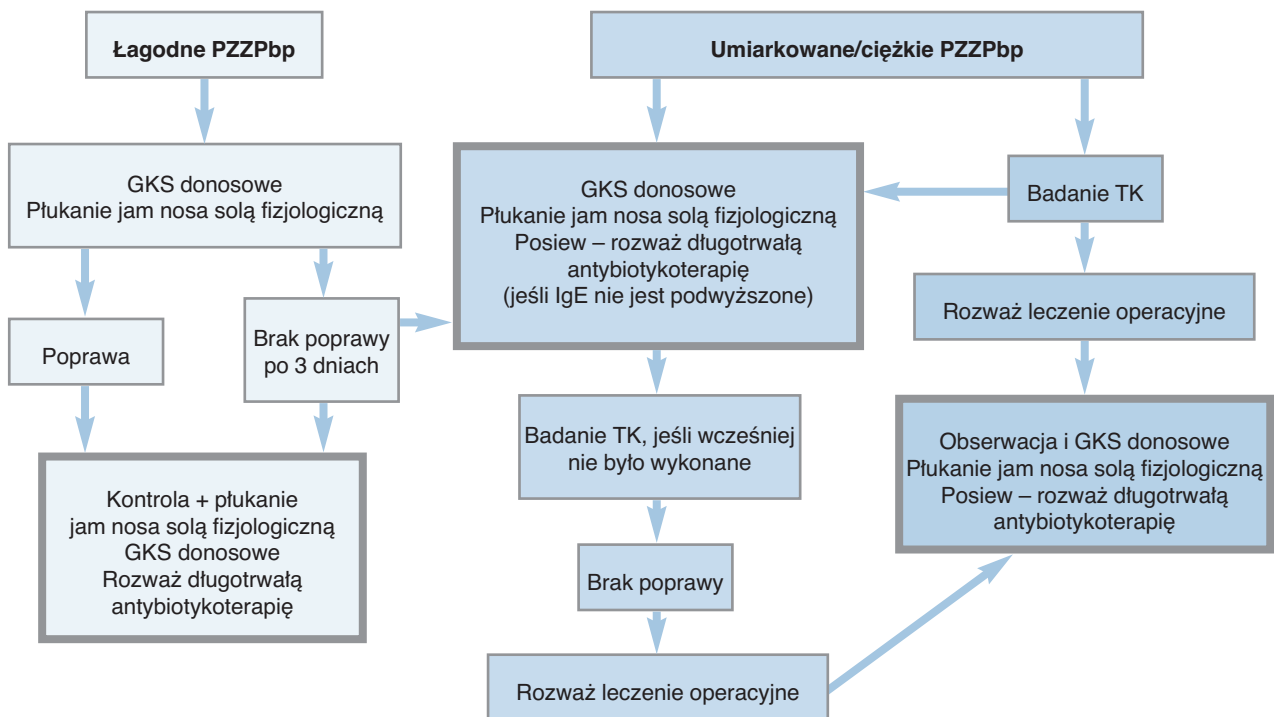 Łagodne PZZPbp
Umiarkowane/ciężkie PZZPbp
GKS donosowe
Płukanie jam nosa solą fizjologiczną
GKS donosowe
Płukanie jam nosa solą fizjologiczną
Posiew – rozważ długotrwałą
antybiotykoterapię
(jeśli IgE nie jest podwyższone)
Badanie TK
Poprawa
Brak poprawy
po 3 dniach
Rozważ leczenie operacyjne
Kontrola + płukanie
jam nosa solą fizjologiczną
GKS donosowe
Rozważ długotrwałą
antybiotykoterapię
Badanie TK, jeśli wcześniej
nie było wykonane
Obserwacja i GKS donosowe
Płukanie jam nosa solą fizjologiczną
Posiew – rozważ długotrwałą
antybiotykoterapię
Brak poprawy
Rozważ leczenie operacyjne